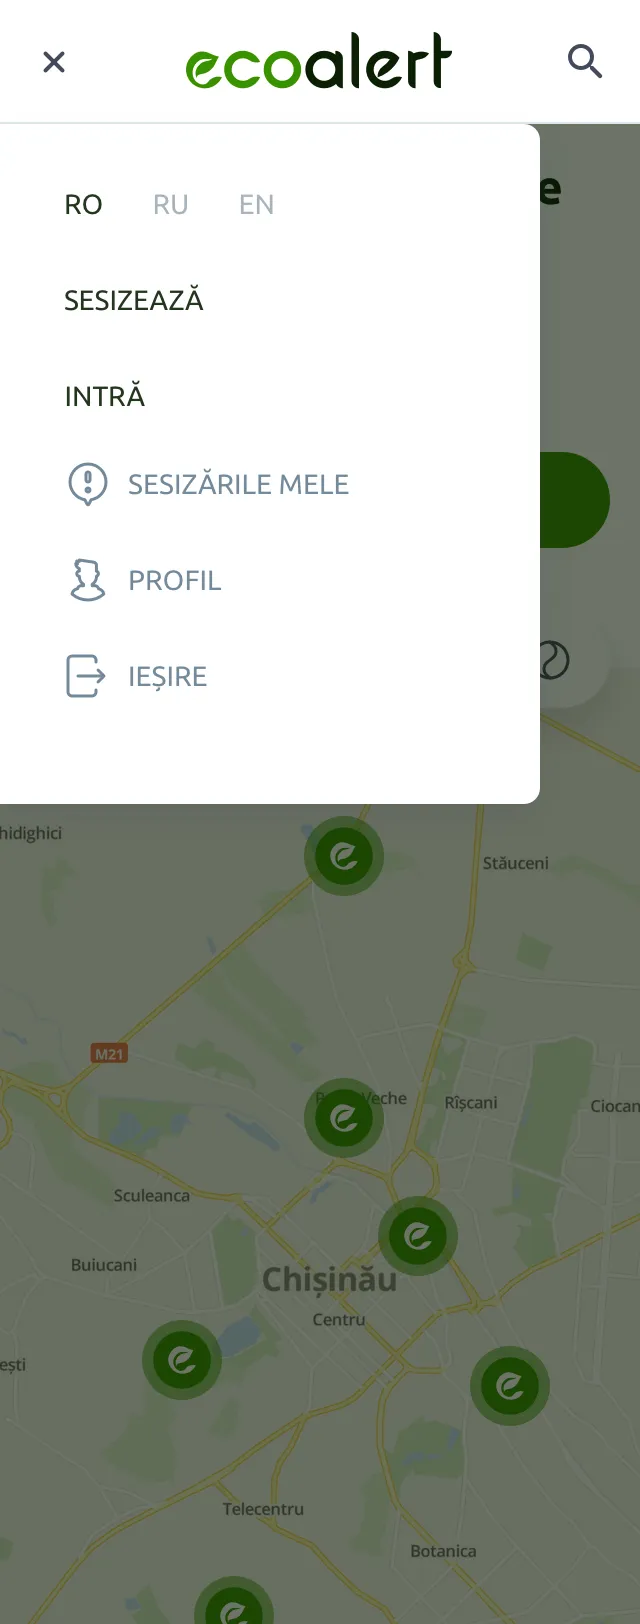 ecoalert
e
RO RU EN
SESIZEAZĂ
INTRĂ
SESIZĂRILE MELE
PROFIL
IEȘIRE
hidighici
Stăuceni
M21
Veche
Rîșcani
Ciocan
Sculeanca
Buiucani
Chișinău
Centru
ești
Telecentru
Botanica